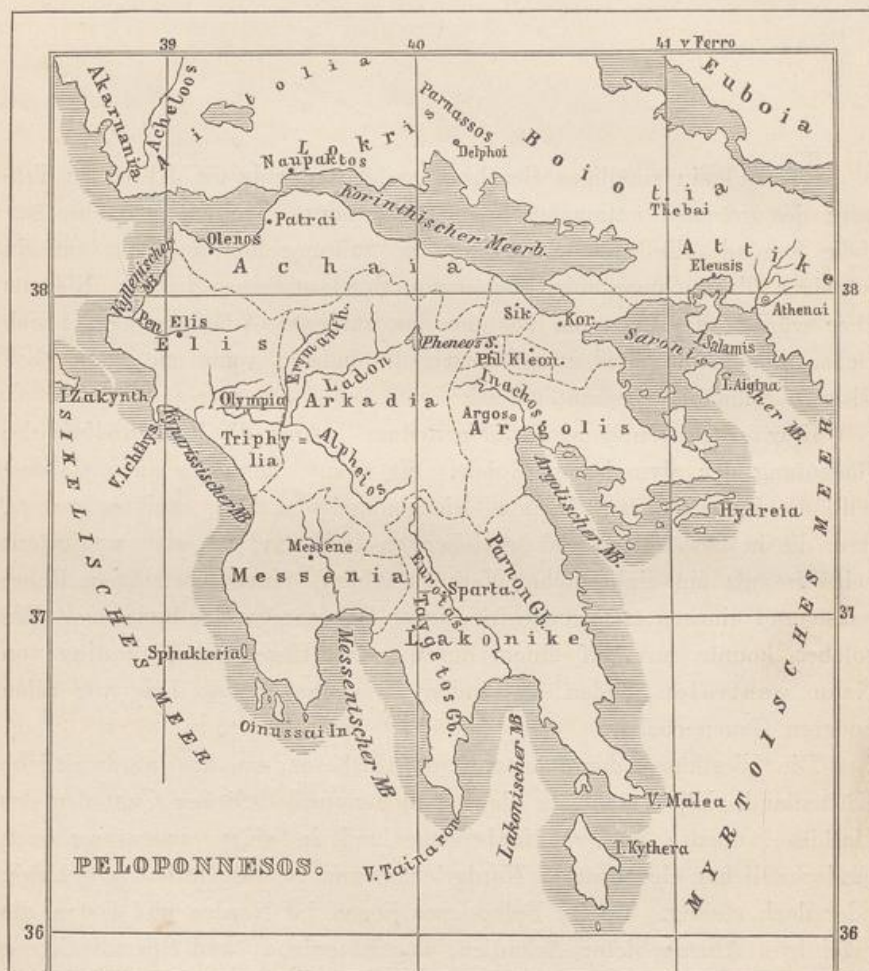 39
40
41 v Ferro
Akarnania
Acheloos
Aitolia
Lokris
Parnassos
Delphoi
Boiotia
Euboia
Naupaktos
Thebai
Korinthischer Meerb.
Patrai
Olenos
Achaia
Attike
Eleusis
Athenai
Kyllenischer
MB
38
38
Pen
Elis
Elis
Erymanth.
Ladon
Pheneos S.
Sik.
Kor.
Phl
Kleon.
Saronischer MB.
I. Salamis
I. Aigina
I Zakynth
Olympia
Arkadia
Inachos
Argos
Argolis
V. Ichthys
Kyparissischer MB
Triphy=
lia
Alpheios
Argolischer MB.
Hydreia
SIKELISCHES MEER
Messene
Messenia
Eurotas
Sparta
Parnon Gb.
37
37
Taygetos Gb.
Lakonike
Sphakteria
Messenischer MB
Oinussai In.
Lakonischer MB
V. Malea
MYRTOISCHES MEER
I. Kythera
V. Tainaron
PELOPONNESOS.
36
36